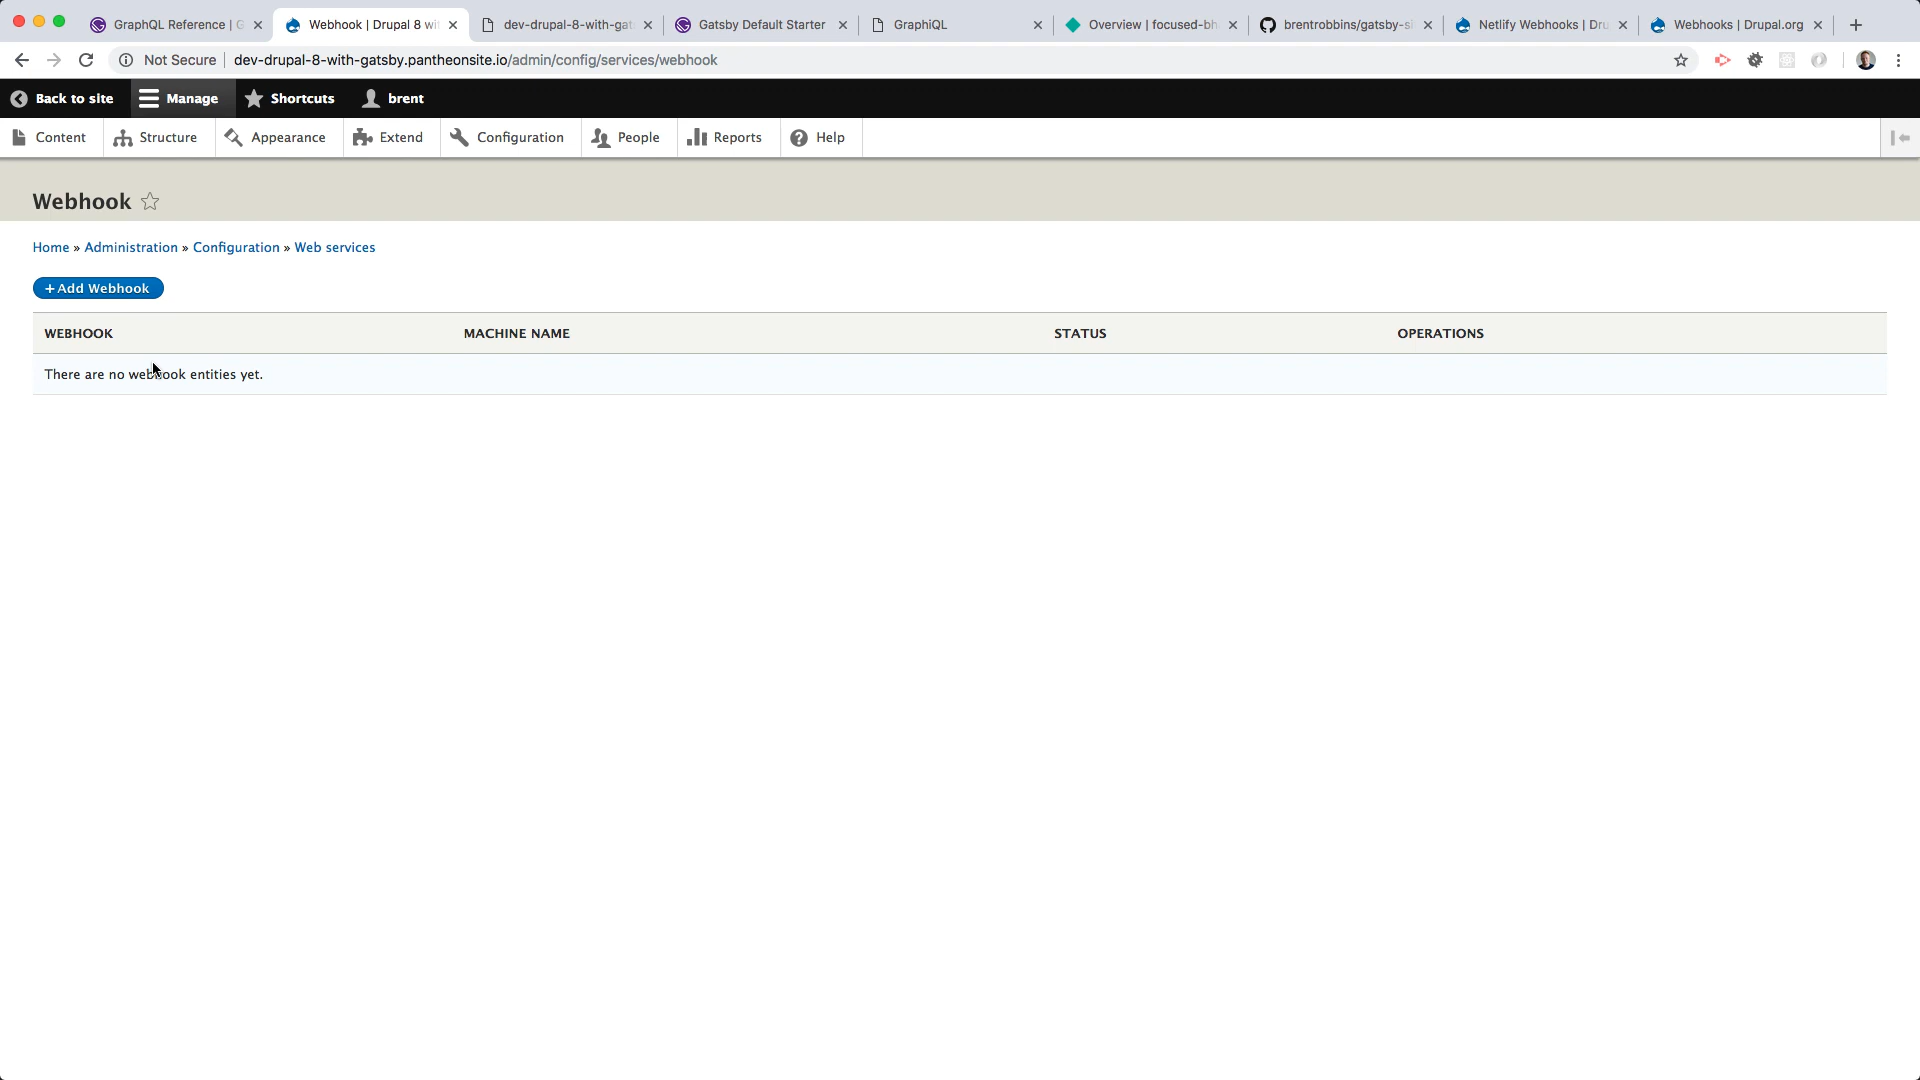 GraphQL Reference | G
Webhook | Drupal 8 wit
dev-drupal-8-with-gat
Gatsby Default Starter
GraphiQL
Overview | focused-bh
brentrobbins/gatsby-si
Netlify Webhooks | Dru
Webhooks | Drupal.org
Not Secure
dev-drupal-8-with-gatsby.pantheonsite.io/admin/config/services/webhook
Back to site
Manage
Shortcuts
brent
Content
Structure
Appearance
Extend
Configuration
People
Reports
Help
Webhook
Home » Administration » Configuration » Web services
+ Add Webhook
WEBHOOK MACHINE NAME STATUS OPERATIONS
There are no webhook entities yet.